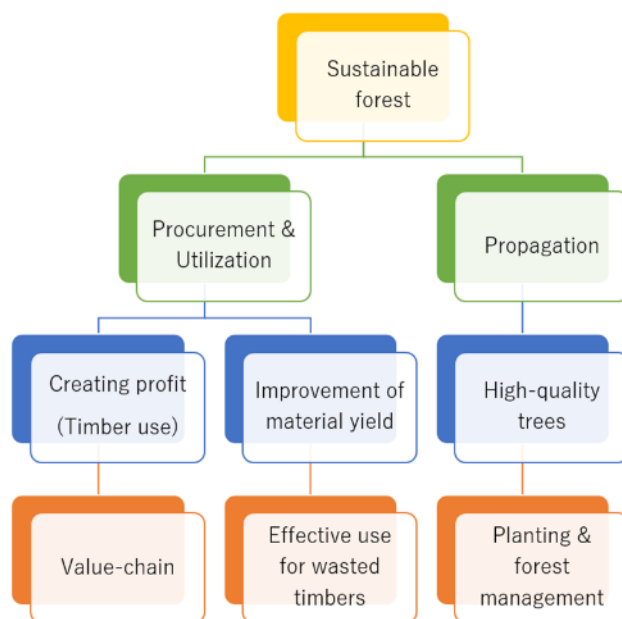 Sustainable
forest
Procurement &
Utilization
Propagation
Creating profit
(Timber use)
Improvement of
material yield
High-quality
trees
Value-chain
Effective use
for wasted
timbers
Planting &
forest
management